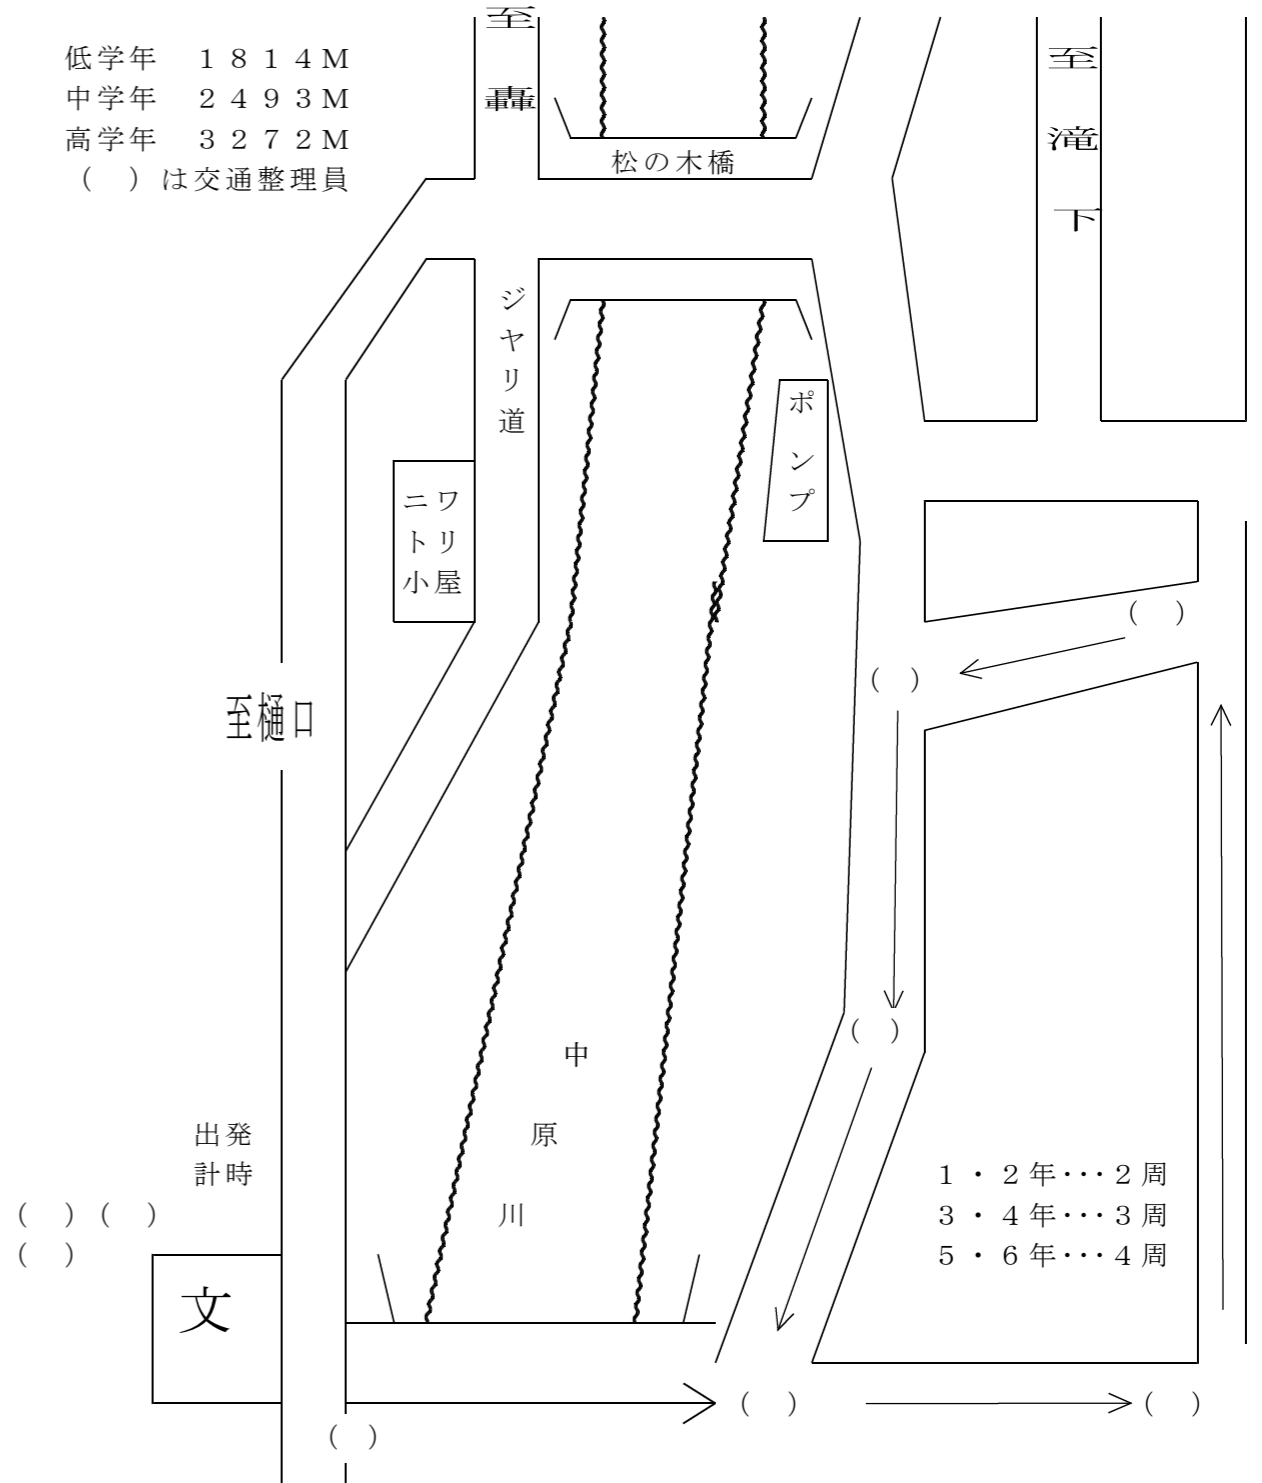 低学年　１８１４Ｍ
中学年　２４９３Ｍ
高学年　３２７２Ｍ
（　）は交通整理員
至轟
松の木橋
至滝下
ジヤリ道
ポンプ
ニワ
トリ
小屋
（　）
（　）
至樋口
（　）
中原川
出発
計時
（　）（　）
（　）
文
１・２年･･･２周
３・４年･･･３周
５・６年･･･４周
（　）
（　）
（　）